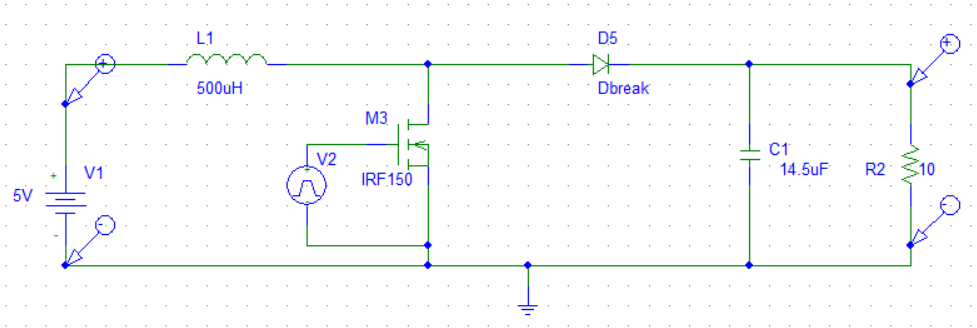 L1
500uH
D5
Dbreak
M3
IRF150
V2
+
V1
5V
+
-
C1
14.5uF
R2
10
+
-
+
-